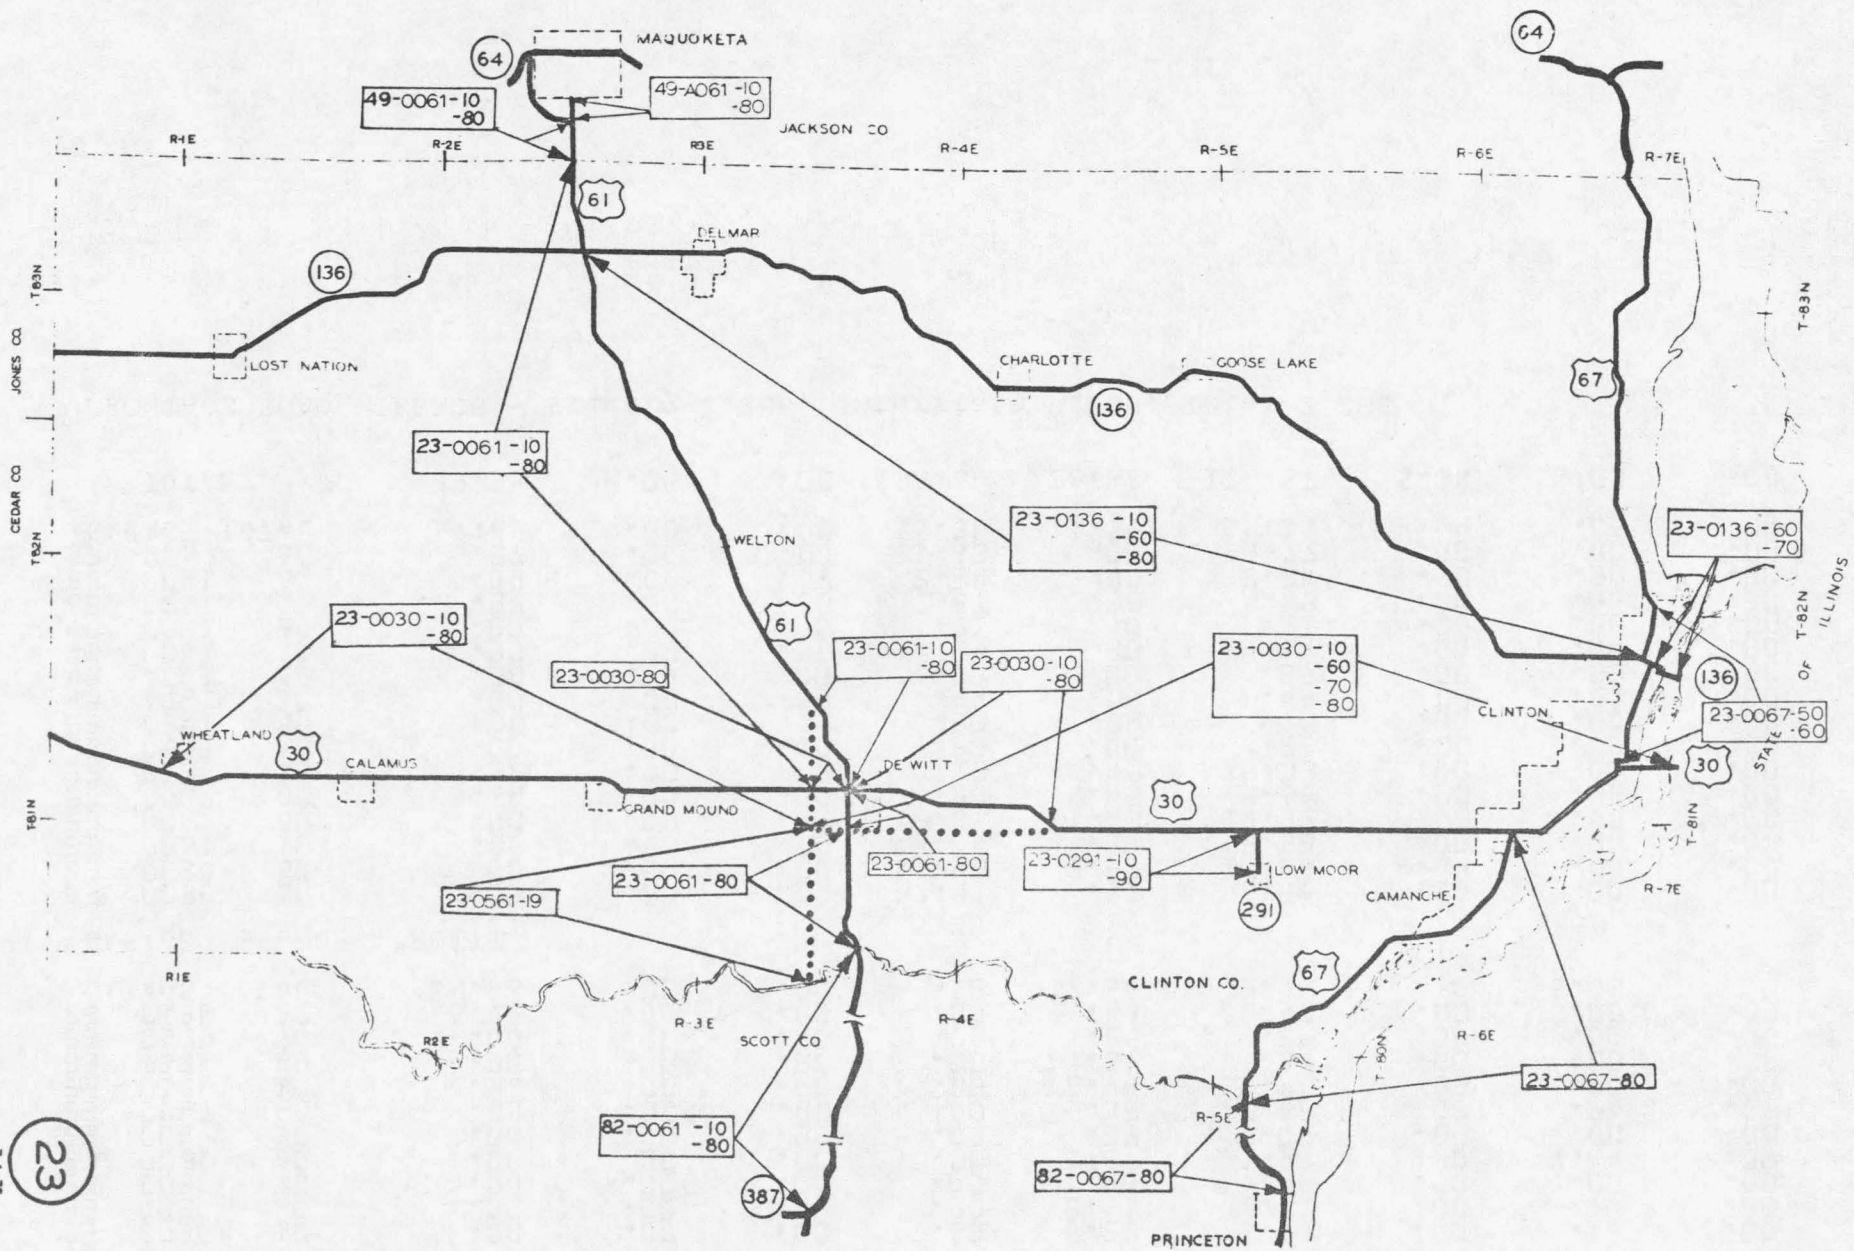 64
MAQUOKETA
64
49-0061-10
-80
49-A061-10
-80
JACKSON CO
R-1E
R-2E
R3E
R-4E
R-5E
R-6E
R-7E
61
DELMAR
136
T-83N
T-83N
JONES CO
LOST NATION
CHARLOTTE
GOOSE LAKE
67
136
23-0061-10
-80
CEDAR CO
T82N
WELTON
23-0136-10
-60
-80
23-0136-60
-70
T-82N
STATE OF ILLINOIS
23-0030-10
-80
61
23-0061-10
-80
23-0030-10
-80
23-0030-80
23-0030-10
-60
-70
-80
136
23-0067-50
-60
CLINTON
WHEATLAND
30
CALAMUS
DE WITT
30
30
GRAND MOUND
T-81N
T-81N
23-0061-80
23-0061-80
23-0291-10
-90
LOW MOOR
23-0561-19
291
CAMANCHE
R-7E
R1E
67
CLINTON CO.
R2E
R-3E
R-4E
SCOTT CO
R-6E
T-80N
23-0067-80
R-5E
82-0061-10
-80
82-0067-80
387
PRINCETON
23